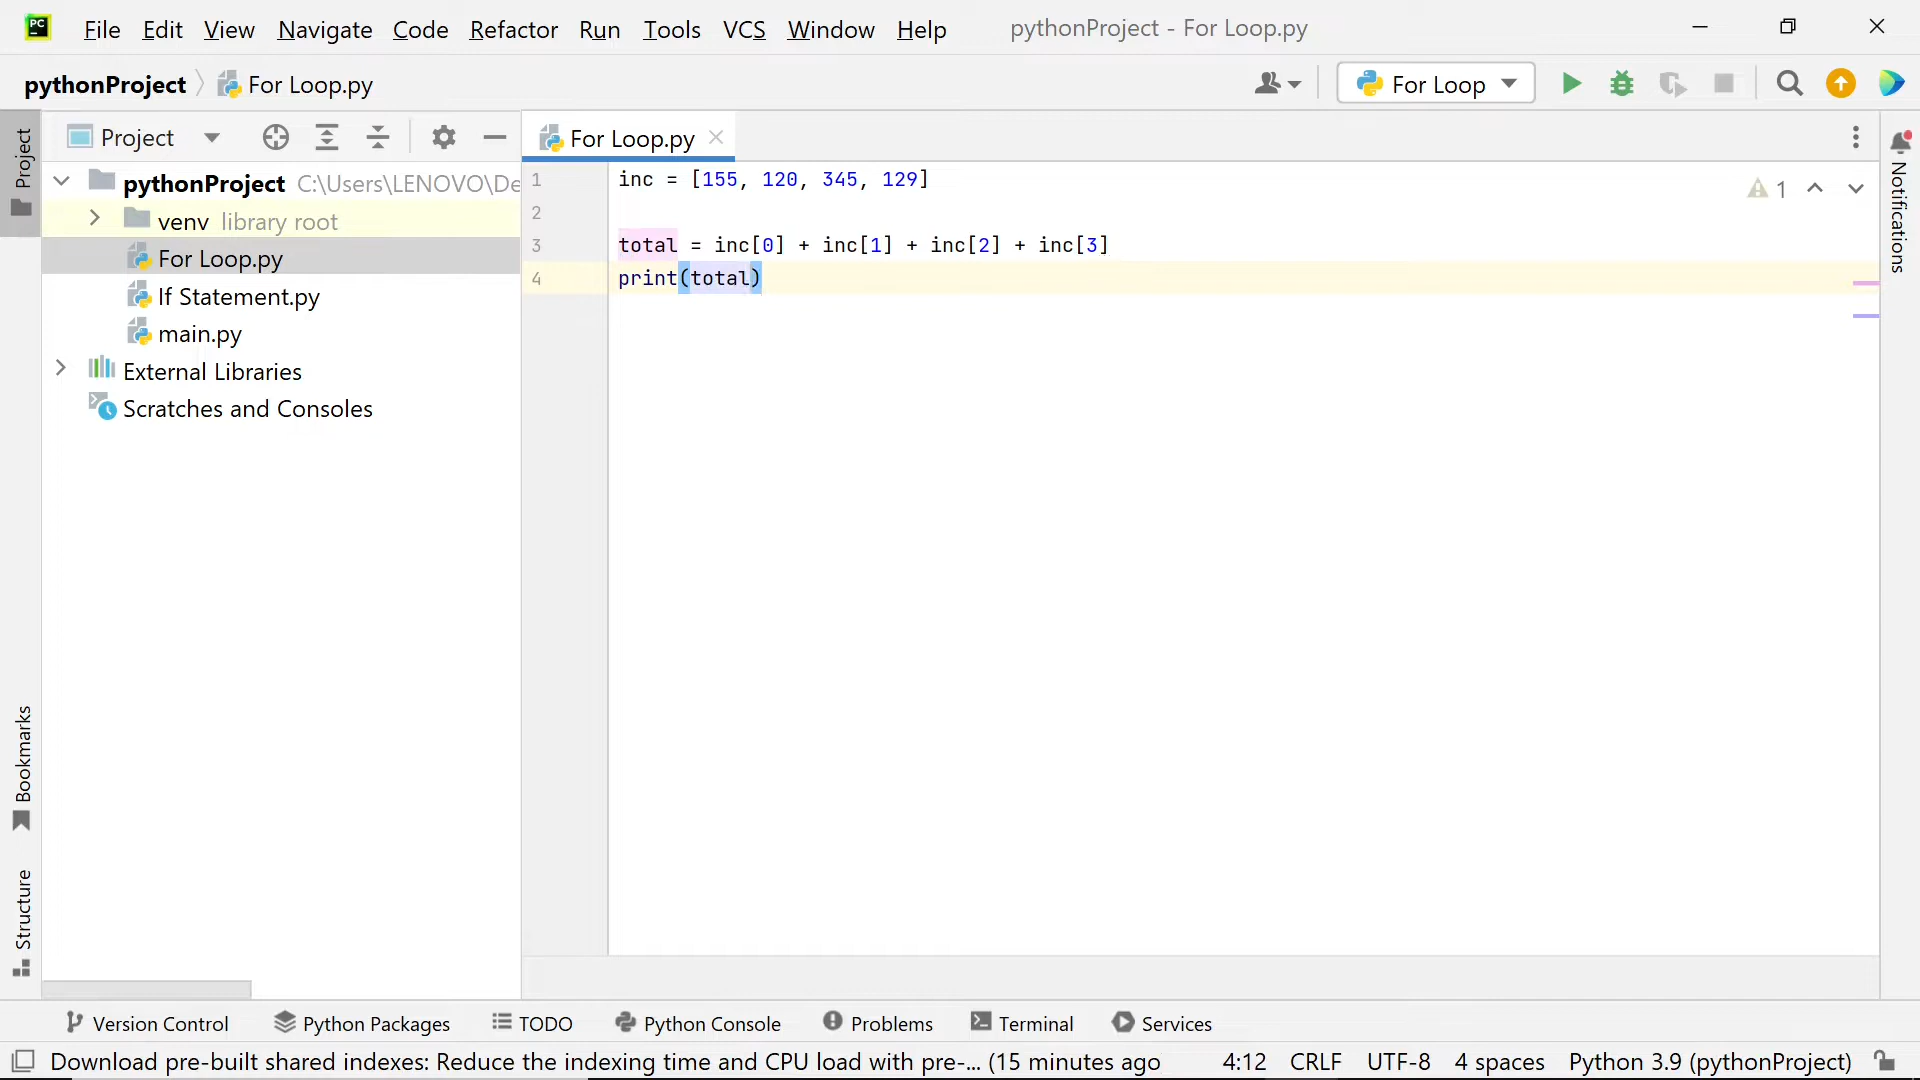 PC
File Edit View Navigate Code Refactor Run Tools VCS Window Help pythonProject - For Loop.py
pythonProject For Loop.py
For Loop
Project
Project
For Loop.py
pythonProject C:\Users\LENOVO\De
venv library root
For Loop.py
If Statement.py
main.py
External Libraries
Scratches and Consoles
1 inc = [155, 120, 345, 129]
2
3 total = inc[0] + inc[1] + inc[2] + inc[3]
4 print(total)
1
Notifications
Bookmarks
Structure
Version Control Python Packages TODO Python Console Problems Terminal Services
Download pre-built shared indexes: Reduce the indexing time and CPU load with pre-... (15 minutes ago 4:12 CRLF UTF-8 4 spaces Python 3.9 (pythonProject)